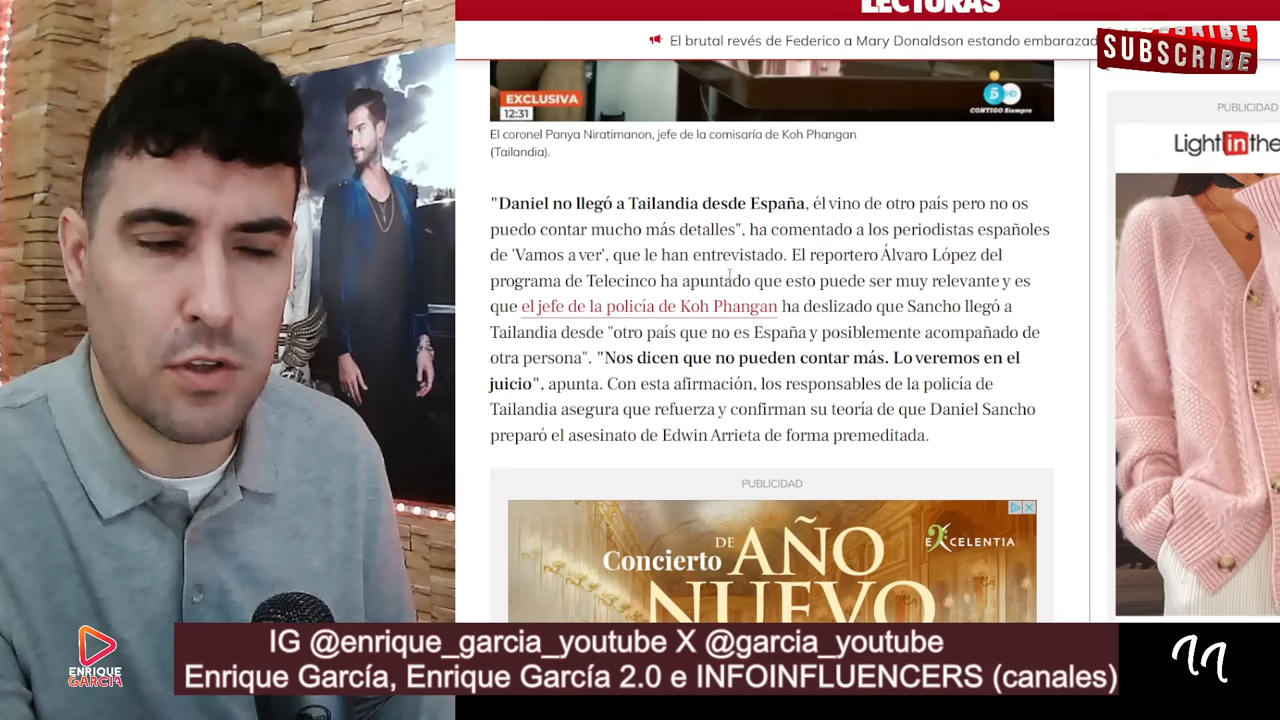 LECTURAS
El brutal revés de Federico a Mary Donaldson estando embarazad
SUBSCRIBE
SUBSCRIBE
EXCLUSIVA
12:31
5 HD
CONTIGO Siempre
El coronel Panya Niratimanon, jefe de la comisaría de Koh Phangan
(Tailandia).
"Daniel no llegó a Tailandia desde España, él vino de otro país pero no os
puedo contar mucho más detalles", ha comentado a los periodistas españoles
de 'Vamos a ver', que le han entrevistado. El reportero Álvaro López del
programa de Telecinco ha apuntado que esto puede ser muy relevante y es
que el jefe de la policía de Koh Phangan ha deslizado que Sancho llegó a
Tailandia desde "otro país que no es España y posiblemente acompañado de
otra persona". "Nos dicen que no pueden contar más. Lo veremos en el
juicio", apunta. Con esta afirmación, los responsables de la policía de
Tailandia asegura que refuerza y confirman su teoría de que Daniel Sancho
preparó el asesinato de Edwin Arrieta de forma premeditada.
PUBLICIDAD
Light in the
PUBLICIDAD
Concierto DE AÑO
NUEVO
EXCELENTIA
ENRIQUE
GARCÍA
IG @enrique_garcia_youtube X @garcia_youtube
Enrique García, Enrique García 2.0 e INFOINFLUENCERS (canales)